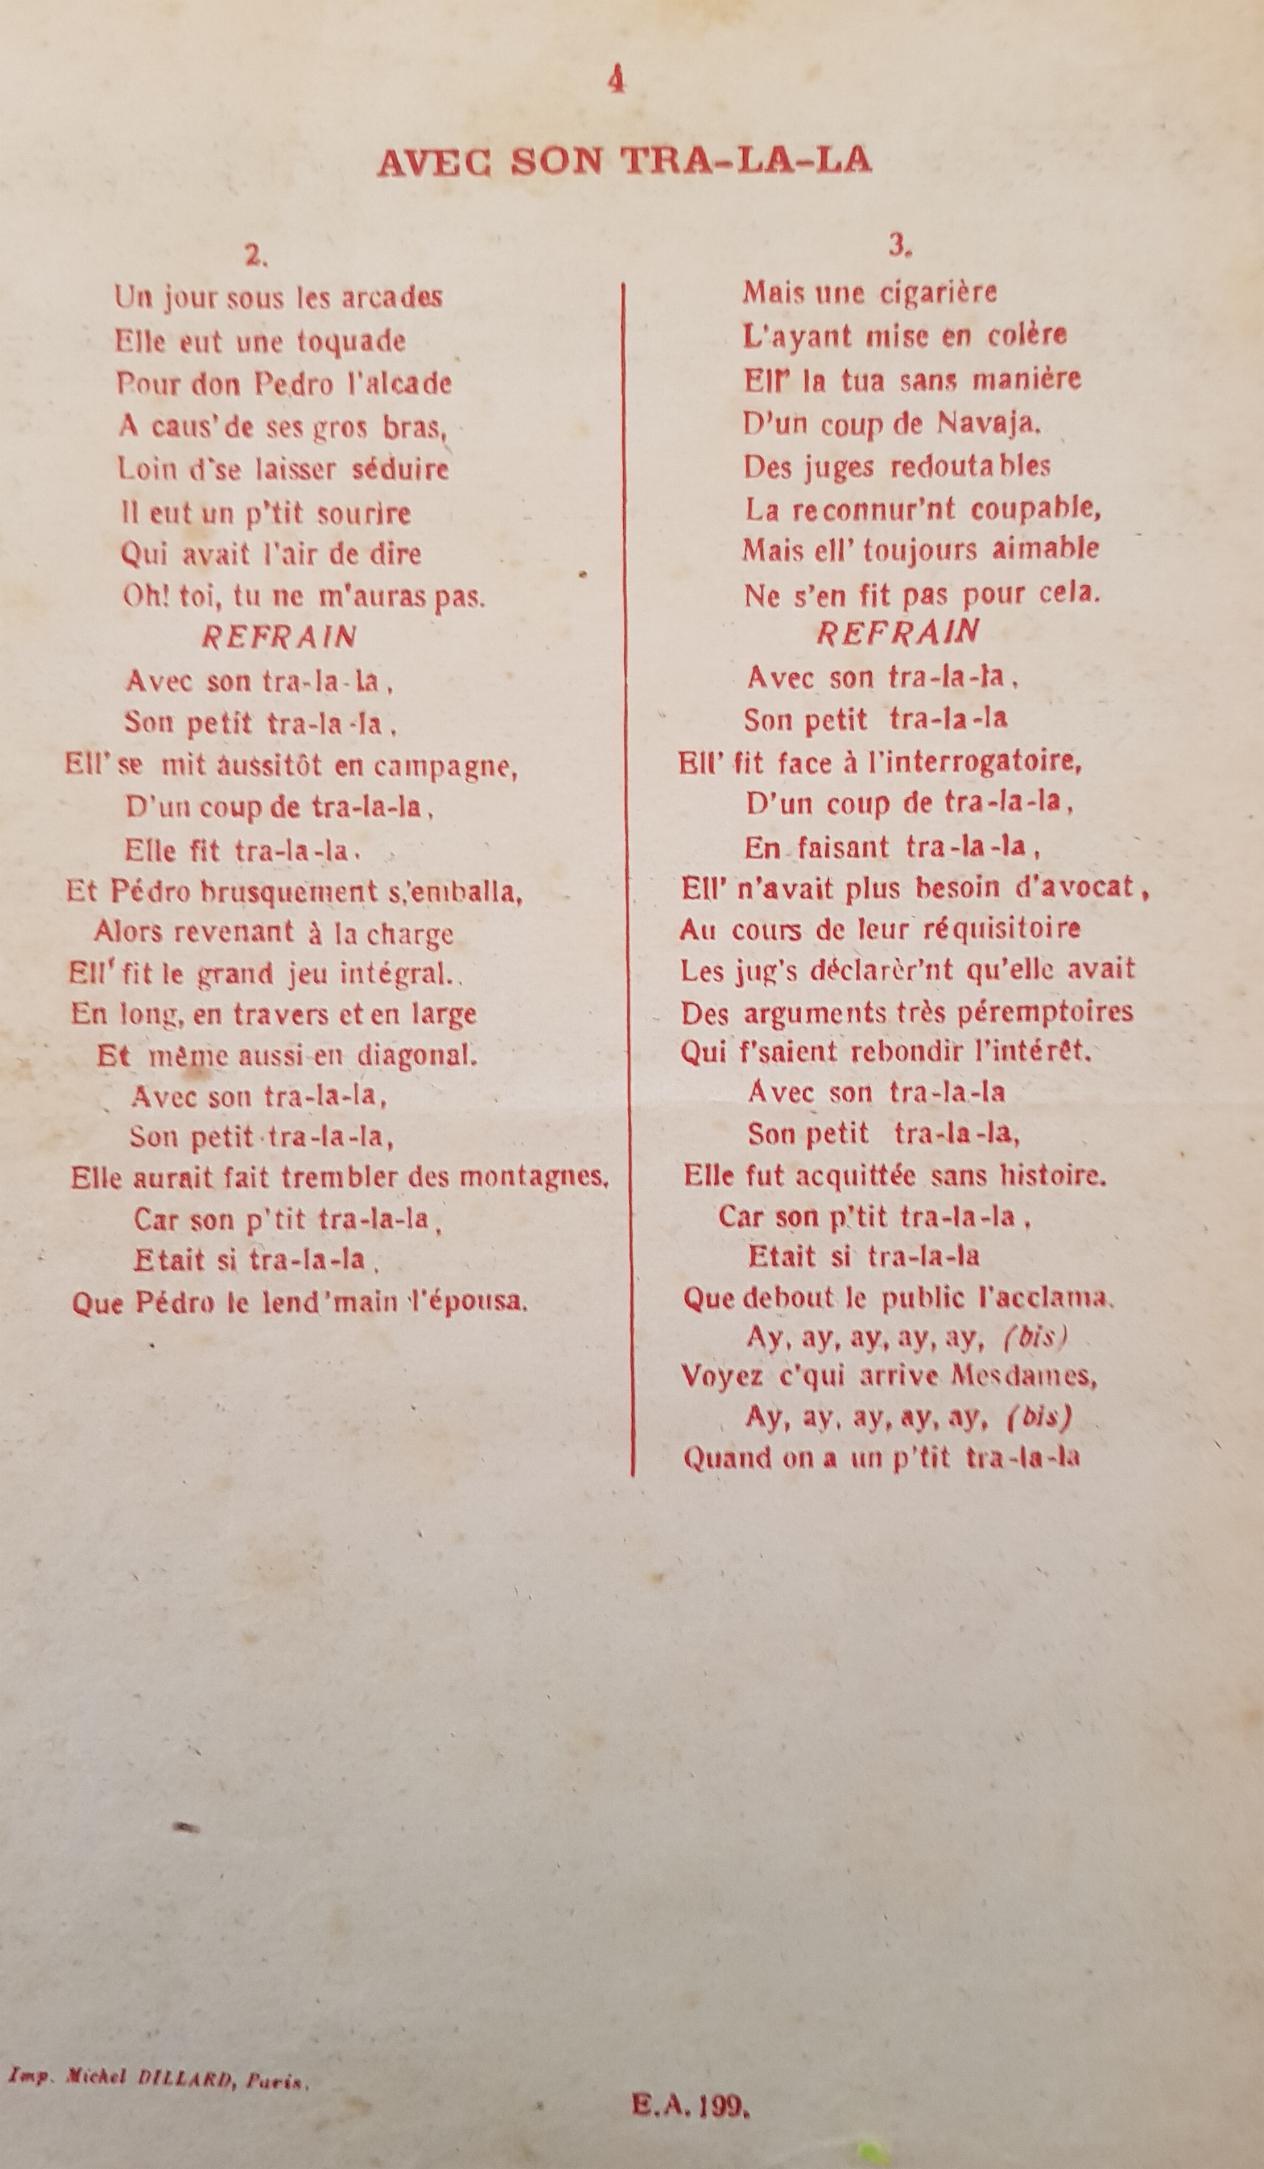 4
AVEC SON TRA-LA-LA
2.
Un jour sous les arcades
Elle eut une toquade
Pour don Pedro l'alcade
A caus' de ses gros bras,
Loin d'se laisser séduire
Il eut un p'tit sourire
Qui avait l'air de dire
Oh! toi, tu ne m'auras pas.
REFRAIN
Avec son tra-la-la,
Son petit tra-la-la,
Ell' se mit aussitôt en campagne,
D'un coup de tra-la-la,
Elle fit tra-la-la.
Et Pédro brusquement s'emballa,
Alors revenant à la charge
Ell' fit le grand jeu intégral..
En long, en travers et en large
Et même aussi en diagonal.
Avec son tra-la-la,
Son petit tra-la-la,
Elle aurait fait trembler des montagnes,
Car son p'tit tra-la-la,
Etait si tra-la-la,
Que Pédro le lend'main l'épousa.
3.
Mais une cigarière
L'ayant mise en colère
Ell' la tua sans manière
D'un coup de Navaja.
Des juges redoutables
La reconnur'nt coupable,
Mais ell' toujours aimable
Ne s'en fit pas pour cela.
REFRAIN
Avec son tra-la-la,
Son petit tra-la-la
Ell' fit face à l'interrogatoire,
D'un coup de tra-la-la,
En faisant tra-la-la,
Ell' n'avait plus besoin d'avocat,
Au cours de leur réquisitoire
Les jug's déclarèr'nt qu'elle avait
Des arguments très péremptoires
Qui f'saient rebondir l'intérêt.
Avec son tra-la-la
Son petit tra-la-la,
Elle fut acquittée sans histoire.
Car son p'tit tra-la-la,
Etait si tra-la-la
Que debout le public l'acclama.
Ay, ay, ay, ay, ay, (bis)
Voyez c'qui arrive Mesdames,
Ay, ay, ay, ay, ay, (bis)
Quand on a un p'tit tra-la-la
Imp. Michel DILLARD, Paris.
E.A. 199.